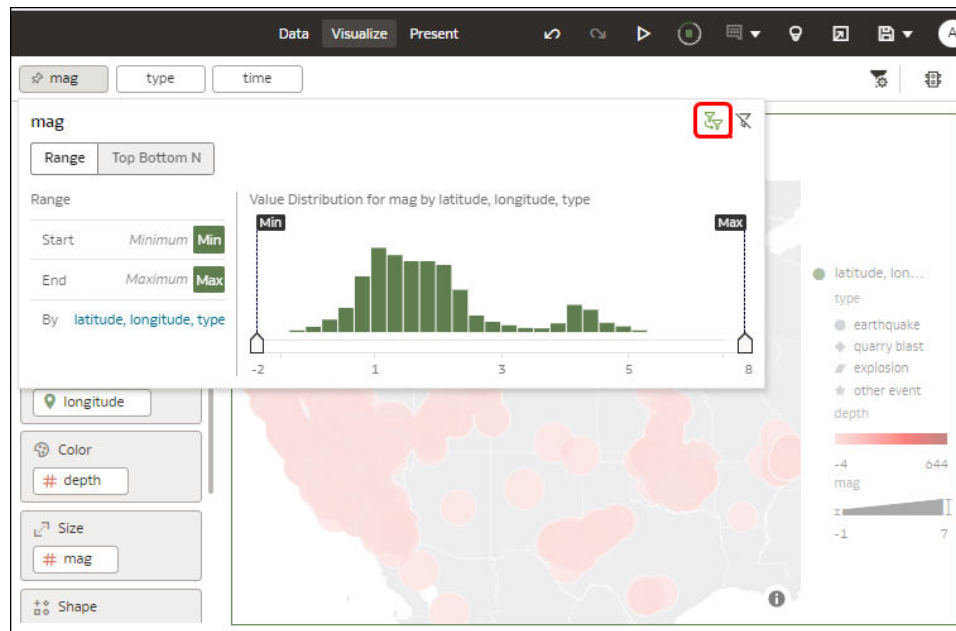 Data Visualize Present A
mag type time
mag
Range Top Bottom N
Range
Value Distribution for mag by latitude, longitude, type
Min Max
Start Minimum Min
End Maximum Max
By latitude, longitude, type
-2 1 3 5 8
longitude
Color
# depth
Size
# mag
Shape
latitude, lon...
type
earthquake
quarry blast
explosion
other event
depth
-4 644
mag
-1 7